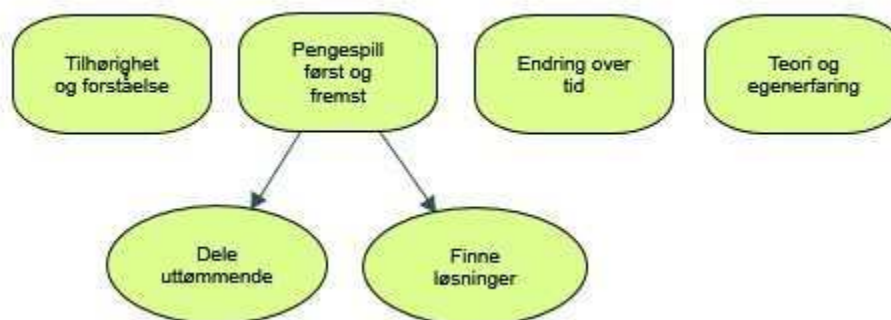 Tilhørighet
og forståelse
Pengespill
først og
fremst
Endring over
tid
Teori og
egenerfaring
Dele
uttømmende
Finne
løsninger